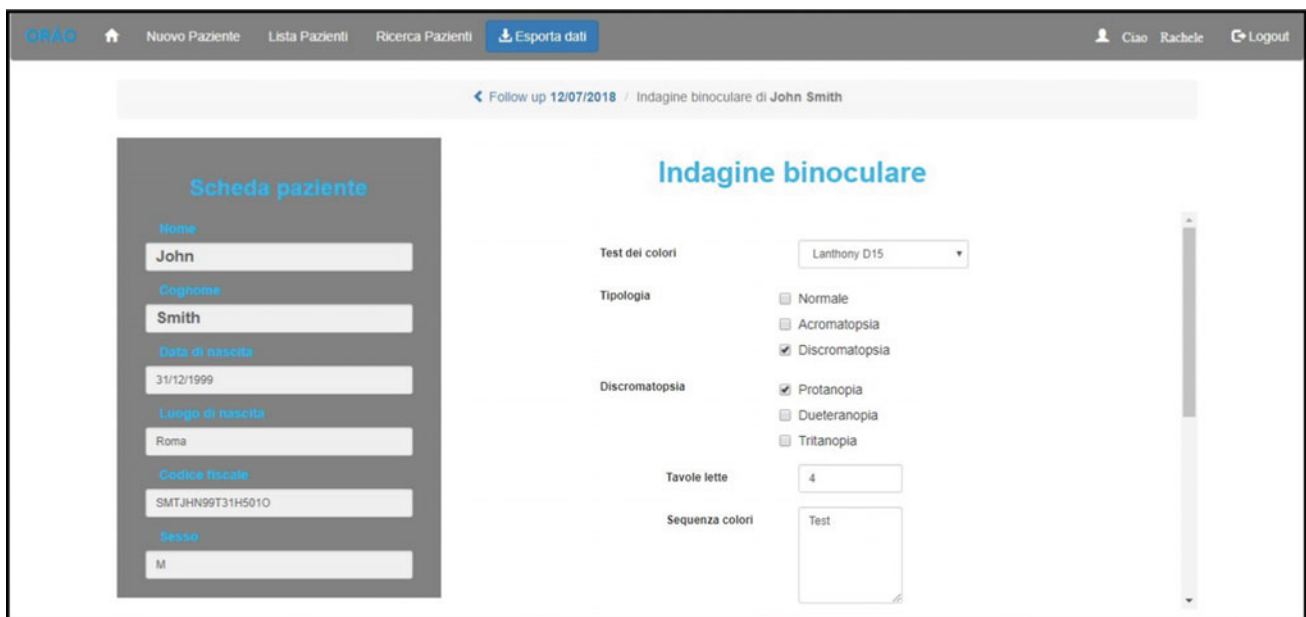 ORAO Nuovo Paziente Lista Pazienti Ricerca Pazienti Esporta dati Ciao Rachele Logout
Follow up 12/07/2018 / Indagine binoculare di John Smith
Scheda paziente
Nome
John
Cognome
Smith
Data di nascita
31/12/1999
Luogo di nascita
Roma
Codice fiscale
SMTJHN99T31H501O
Sesso
M
Indagine binoculare
Test dei colori Lanthony D15
Tipologia Normale
Acromatopsia
Discromatopsia
Discromatopsia Protanopia
Dueteranopia
Tritanopia
Tavole lette 4
Sequenza colori Test